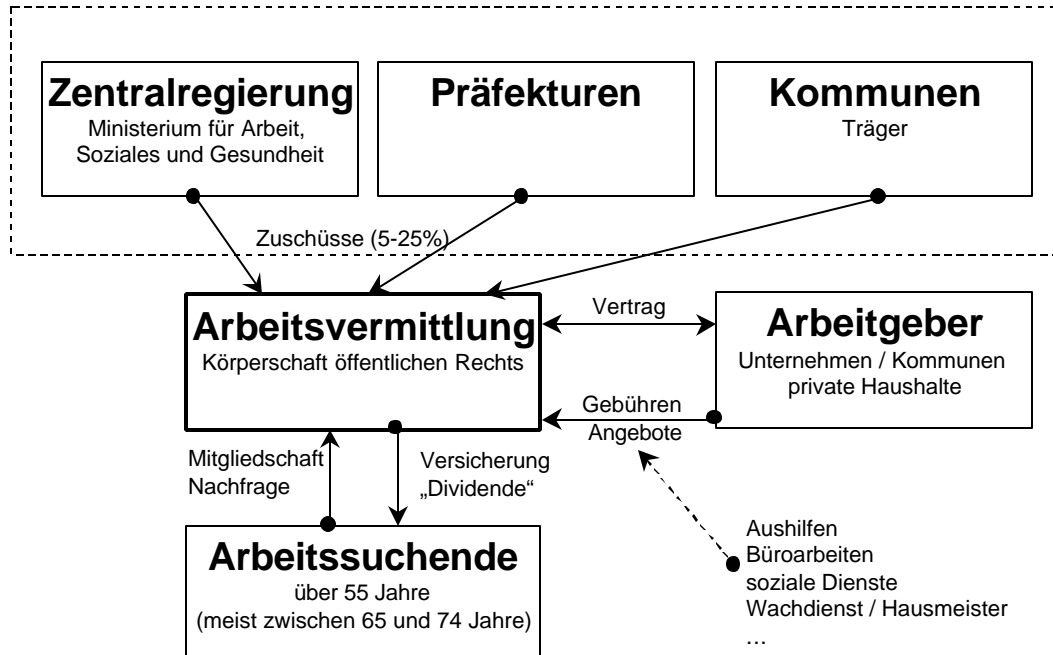 Zentralregierung
Ministerium für Arbeit,
Soziales und Gesundheit
Präfekturen
Kommunen
Träger
Zuschüsse (5-25%)
Arbeitsvermittlung
Körperschaft öffentlichen Rechts
Vertrag
Arbeitgeber
Unternehmen / Kommunen
private Haushalte
Gebühren
Angebote
Mitgliedschaft
Nachfrage
Versicherung
„Dividende“
Arbeitssuchende
über 55 Jahre
(meist zwischen 65 und 74 Jahre)
Aushilfen
Büroarbeiten
soziale Dienste
Wachdienst / Hausmeister
...